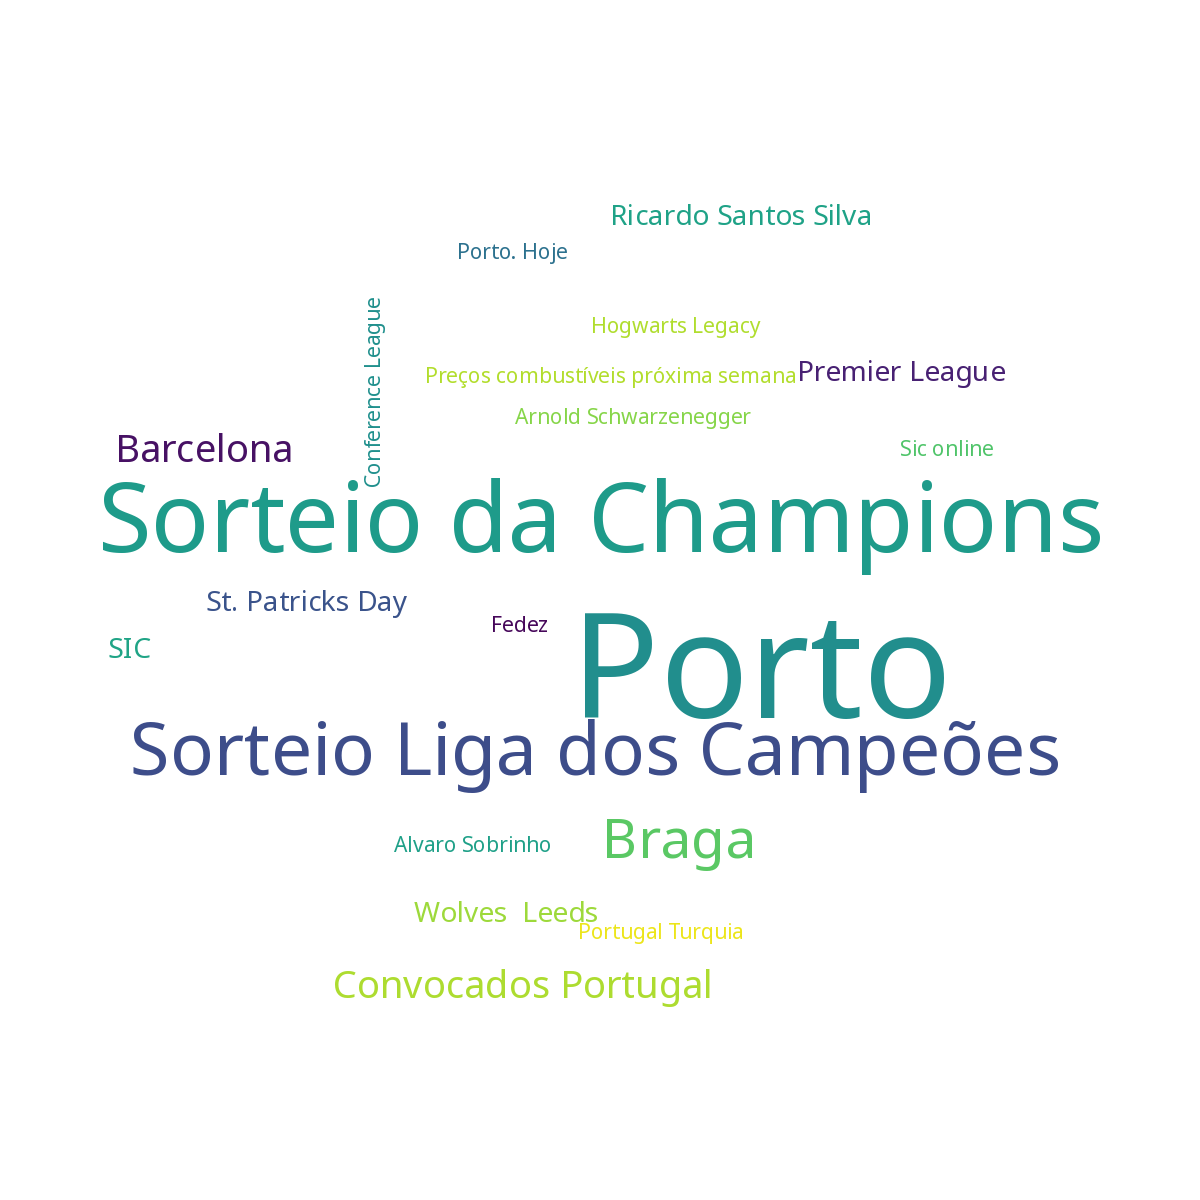 Ricardo Santos Silva
Porto. Hoje
Conference League
Hogwarts Legacy
Preços combustíveis próxima semana
Premier League
Arnold Schwarzenegger
Barcelona
Sic online
Sorteio da Champions
St. Patricks Day
Fedez
SIC
Porto
Sorteio Liga dos Campeões
Braga
Alvaro Sobrinho
Wolves  Leeds
Portugal Turquia
Convocados Portugal